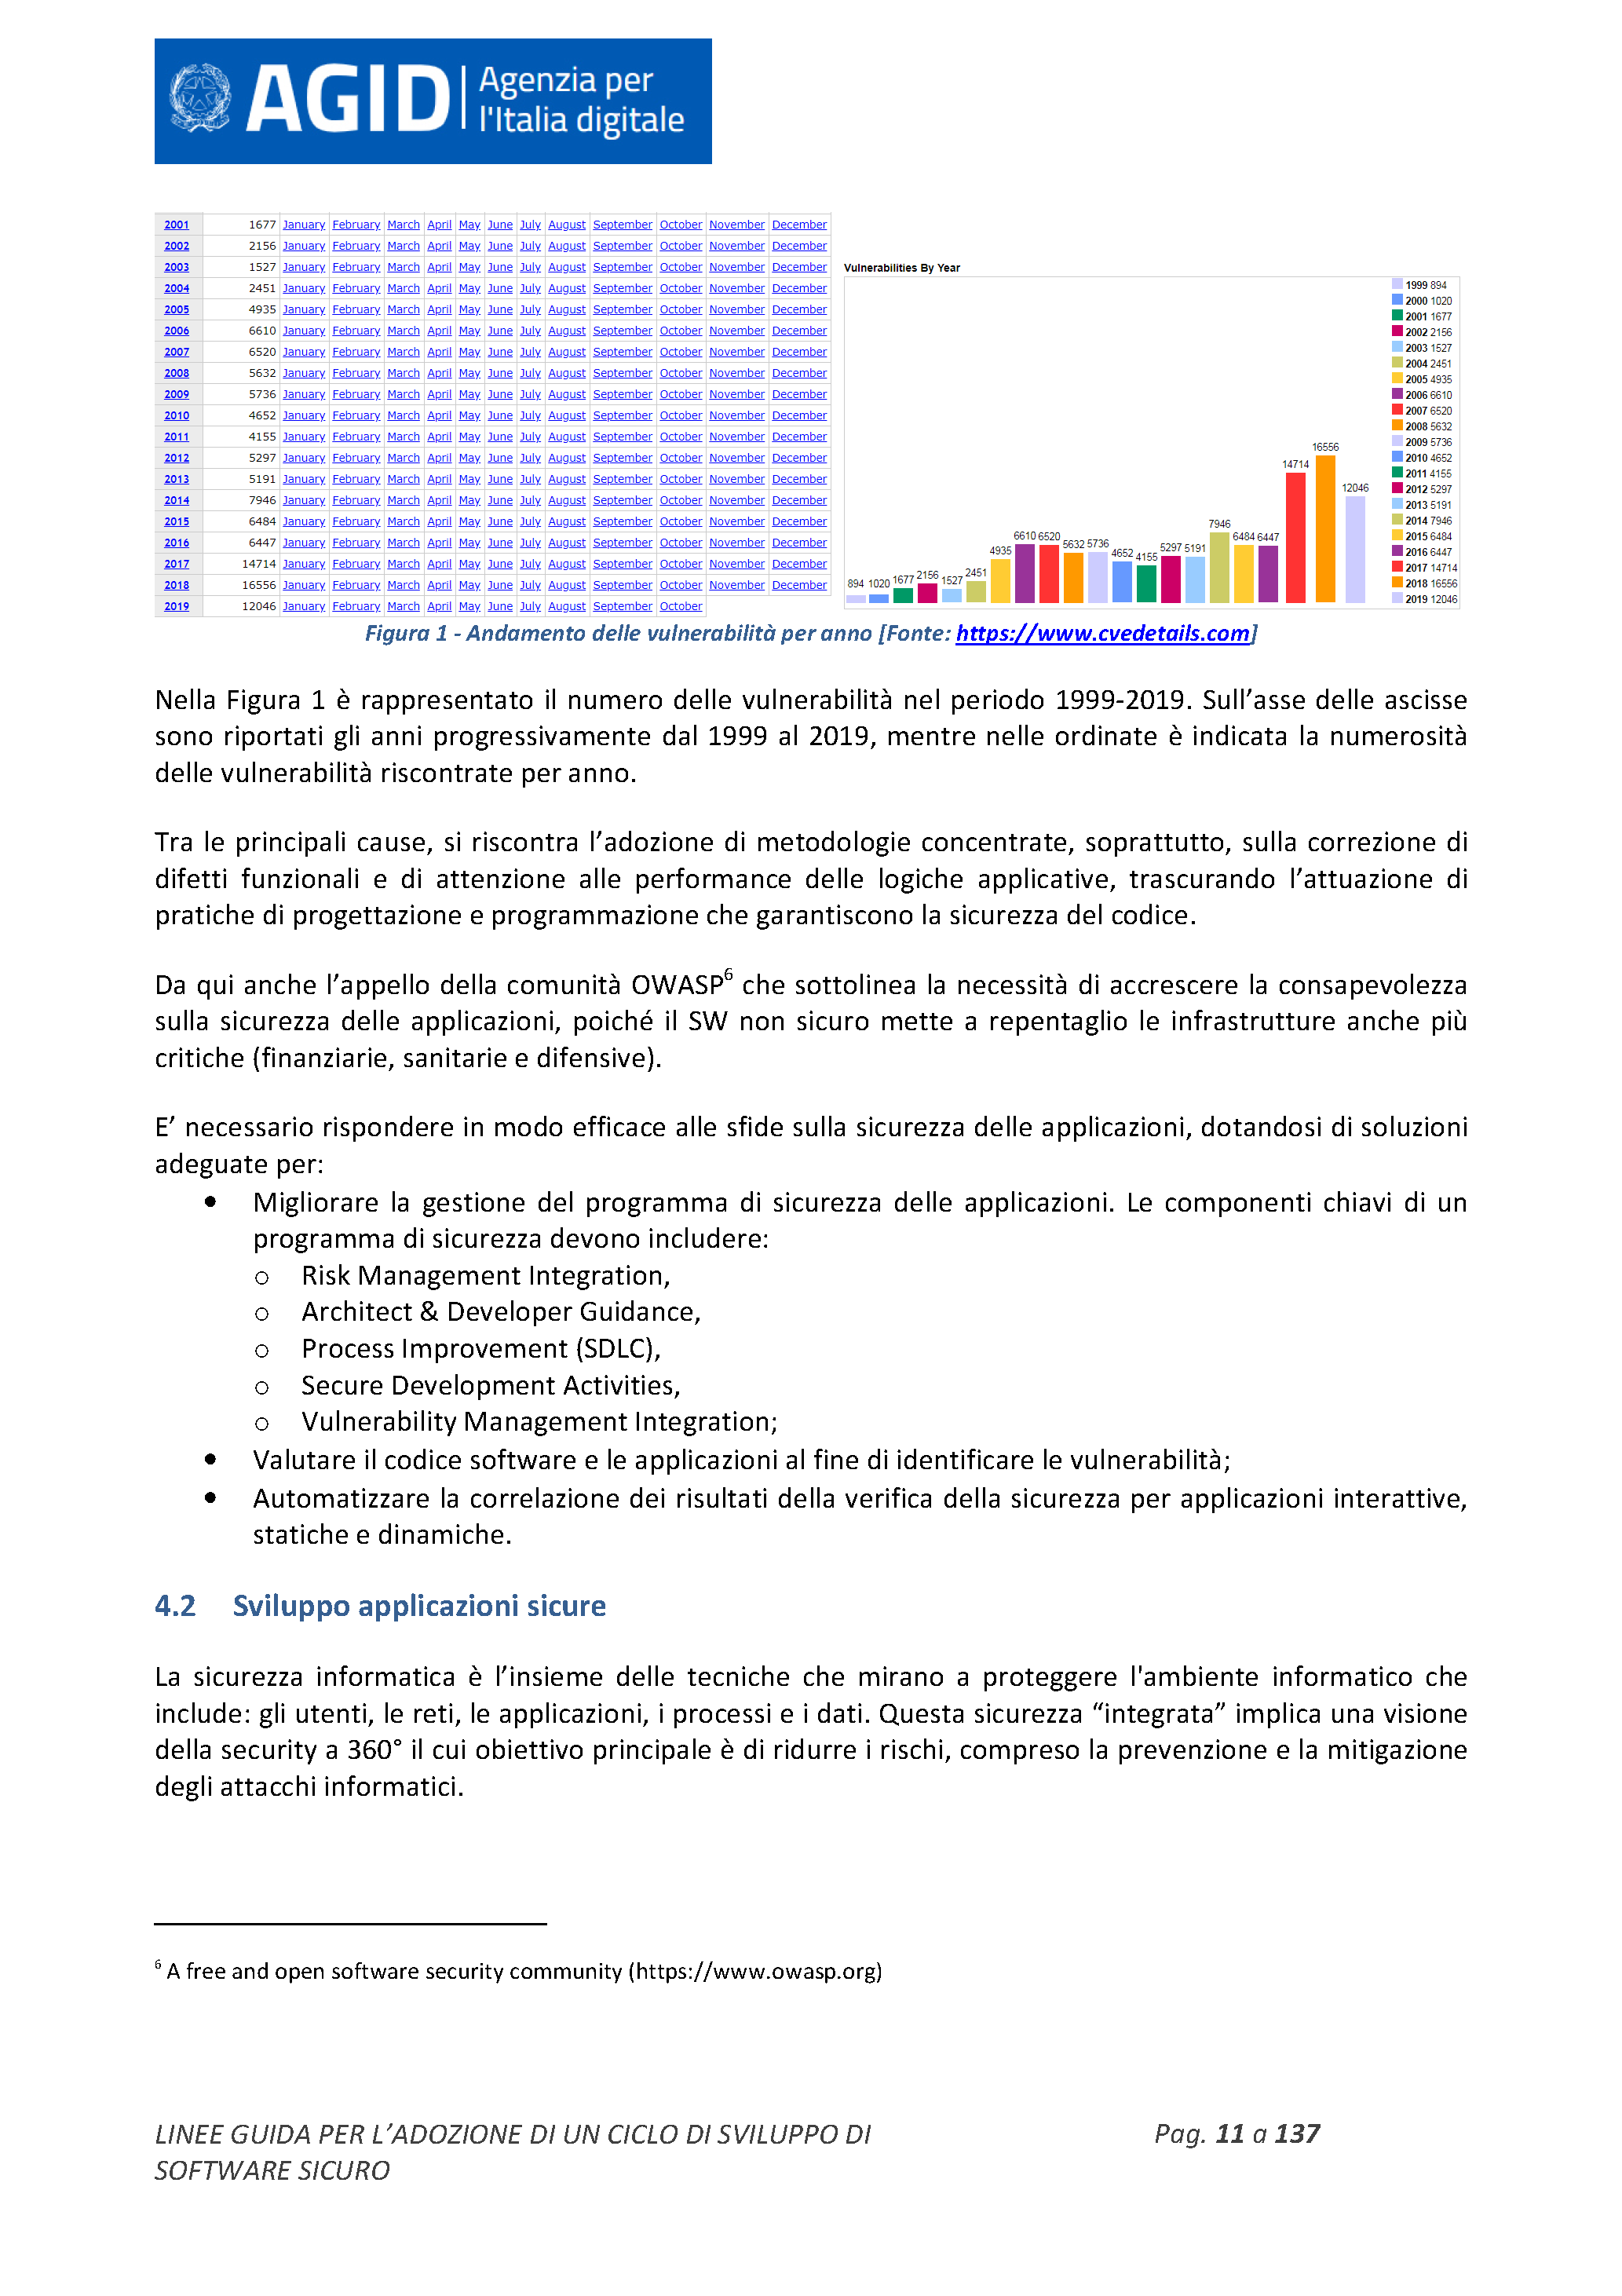 AGID
Agenzia per
l'Italia digitale
2001 1677 January February March April May June July August September October November December
2002 2156 January February March April May June July August September October November December
2003 1527 January February March April May June July August September October November December
2004 2451 January February March April May June July August September October November December
2005 4935 January February March April May June July August September October November December
2006 6610 January February March April May June July August September October November December
2007 6520 January February March April May June July August September October November December
2008 5632 January February March April May June July August September October November December
2009 5736 January February March April May June July August September October November December
2010 4652 January February March April May June July August September October November December
2011 4155 January February March April May June July August September October November December
2012 5297 January February March April May June July August September October November December
2013 5191 January February March April May June July August September October November December
2014 7946 January February March April May June July August September October November December
2015 6484 January February March April May June July August September October November December
2016 6447 January February March April May June July August September October November December
2017 14714 January February March April May June July August September October November December
2018 16556 January February March April May June July August September October November December
2019 12046 January February March April May June July August September October
Vulnerabilities By Year
894 1020 1677 2156 1527 2451 4935 6610 6520 5632 5736 4652 4155 5297 5191 7946 6484 6447 14714 16556 12046
1999 894
2000 1020
2001 1677
2002 2156
2003 1527
2004 2451
2005 4935
2006 6610
2007 6520
2008 5632
2009 5736
2010 4652
2011 4155
2012 5297
2013 5191
2014 7946
2015 6484
2016 6447
2017 14714
2018 16556
2019 12046
Figura 1 - Andamento delle vulnerabilità per anno [Fonte: https://www.cvedetails.com]
Nella Figura 1 è rappresentato il numero delle vulnerabilità nel periodo 1999-2019. Sull’asse delle ascisse
sono riportati gli anni progressivamente dal 1999 al 2019, mentre nelle ordinate è indicata la numerosità
delle vulnerabilità riscontrate per anno.
Tra le principali cause, si riscontra l’adozione di metodologie concentrate, soprattutto, sulla correzione di
difetti funzionali e di attenzione alle performance delle logiche applicative, trascurando l’attuazione di
pratiche di progettazione e programmazione che garantiscono la sicurezza del codice.
Da qui anche l’appello della comunità OWASP6 che sottolinea la necessità di accrescere la consapevolezza
sulla sicurezza delle applicazioni, poiché il SW non sicuro mette a repentaglio le infrastrutture anche più
critiche (finanziarie, sanitarie e difensive).
E’ necessario rispondere in modo efficace alle sfide sulla sicurezza delle applicazioni, dotandosi di soluzioni
adeguate per:
• Migliorare la gestione del programma di sicurezza delle applicazioni. Le componenti chiavi di un
programma di sicurezza devono includere:
o Risk Management Integration,
o Architect & Developer Guidance,
o Process Improvement (SDLC),
o Secure Development Activities,
o Vulnerability Management Integration;
• Valutare il codice software e le applicazioni al fine di identificare le vulnerabilità;
• Automatizzare la correlazione dei risultati della verifica della sicurezza per applicazioni interattive,
statiche e dinamiche.
4.2 Sviluppo applicazioni sicure
La sicurezza informatica è l’insieme delle tecniche che mirano a proteggere l'ambiente informatico che
include: gli utenti, le reti, le applicazioni, i processi e i dati. Questa sicurezza “integrata” implica una visione
della security a 360° il cui obiettivo principale è di ridurre i rischi, compreso la prevenzione e la mitigazione
degli attacchi informatici.
6 A free and open software security community (https://www.owasp.org)
LINEE GUIDA PER L’ADOZIONE DI UN CICLO DI SVILUPPO DI
SOFTWARE SICURO
Pag. 11 a 137